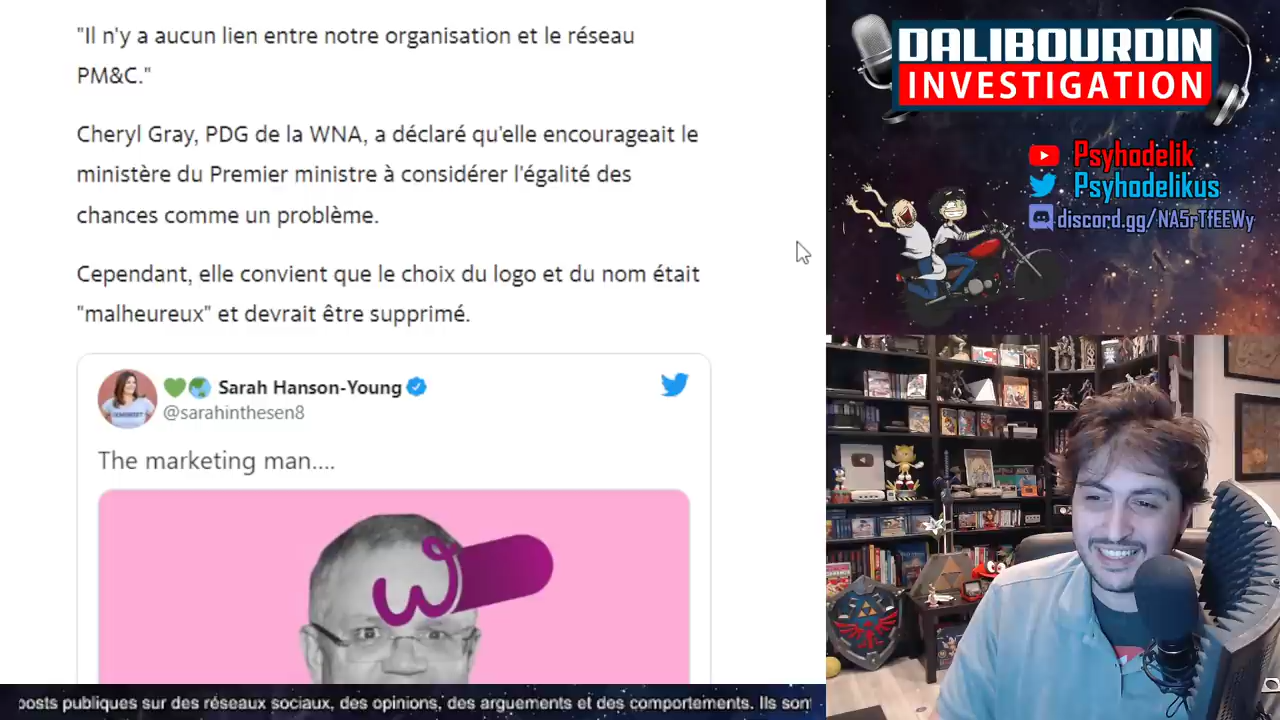 "Il n'y a aucun lien entre notre organisation et le réseau
PM&C."
Cheryl Gray, PDG de la WNA, a déclaré qu'elle encourageait le
ministère du Premier ministre à considérer l'égalité des
chances comme un problème.
Cependant, elle convient que le choix du logo et du nom était
"malheureux" et devrait être supprimé.
Sarah Hanson-Young
@sarahinthesen8
The marketing man....
w
posts publiques sur des réseaux sociaux, des opinions, des arguements et des comportements. Ils sont
DALIBOURDIN
INVESTIGATION
Psyhodelik
Psyhodelikus
discord.gg/NA5rTfEEWy